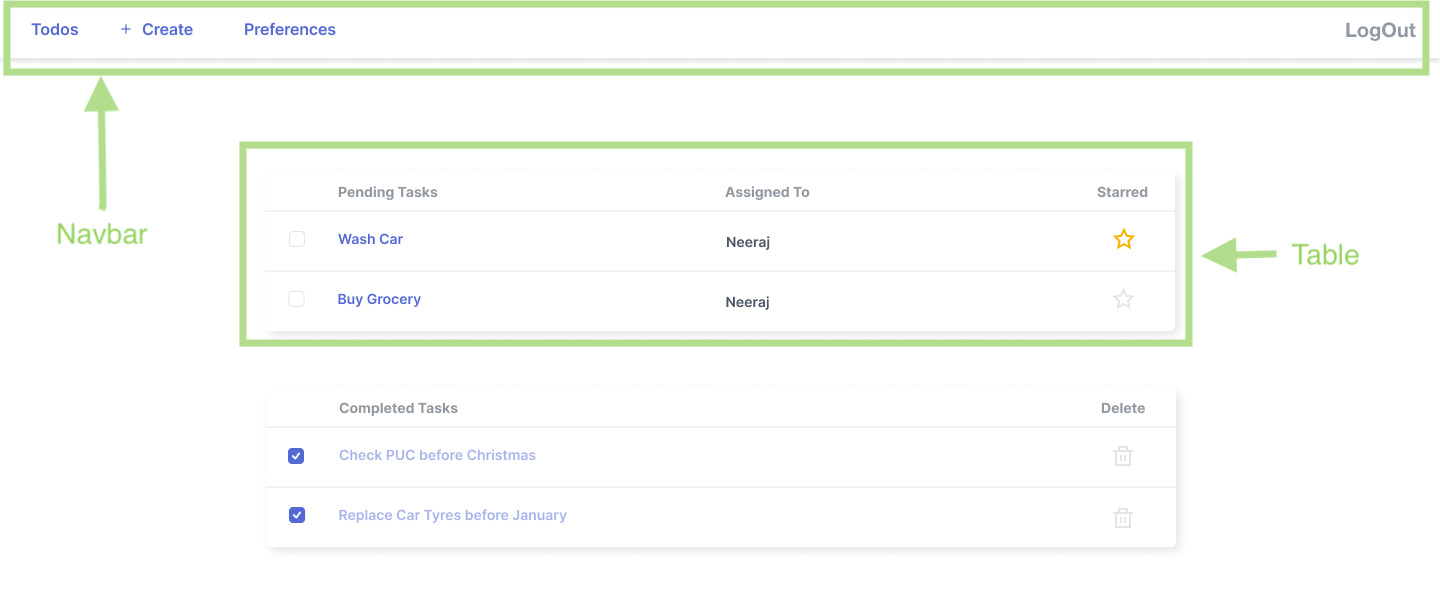 Todos + Create Preferences LogOut
Navbar
Pending Tasks Assigned To Starred
Wash Car Neeraj
Table
Buy Grocery Neeraj
Completed Tasks Delete
Check PUC before Christmas
Replace Car Tyres before January